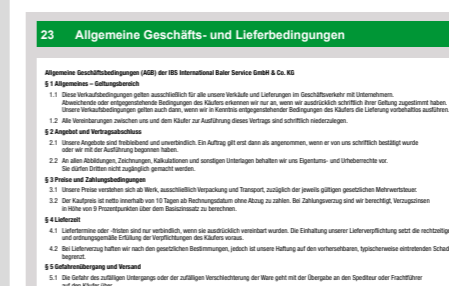 23 Allgemeine Geschäfts- und Lieferbedingungen
Allgemeine Geschäftsbedingungen (AGB) der IBS International Baler Service GmbH & Co. KG
§ 1 Allgemeines – Geltungsbereich
1.1 Diese Verkaufsbedingungen gelten ausschließlich für alle unsere Verkäufe und Lieferungen im Geschäftsverkehr mit Unternehmern.
Abweichende oder entgegenstehende Bedingungen des Käufers erkennen wir nur an, wenn wir ausdrücklich schriftlich ihrer Geltung zugestimmt haben.
Unsere Verkaufsbedingungen gelten auch dann, wenn wir in Kenntnis entgegenstehender Bedingungen des Käufers die Lieferung vorbehaltlos ausführen.
1.2 Alle Vereinbarungen zwischen uns und dem Käufer zur Ausführung dieses Vertrags sind schriftlich niederzulegen.
§ 2 Angebot und Vertragsabschluss
2.1 Unsere Angebote sind freibleibend und unverbindlich. Ein Auftrag gilt erst dann als angenommen, wenn er von uns schriftlich bestätigt wurde
oder wir mit der Ausführung begonnen haben.
2.2 An allen Abbildungen, Zeichnungen, Kalkulationen und sonstigen Unterlagen behalten wir uns Eigentums- und Urheberrechte vor.
Sie dürfen Dritten nicht zugänglich gemacht werden.
§ 3 Preise und Zahlungsbedingungen
3.1 Unsere Preise verstehen sich ab Werk, ausschließlich Verpackung und Transport, zuzüglich der jeweils gültigen gesetzlichen Mehrwertsteuer.
3.2 Der Kaufpreis ist netto innerhalb von 10 Tagen ab Rechnungsdatum ohne Abzug zu zahlen. Bei Zahlungsverzug sind wir berechtigt, Verzugszinsen
in Höhe von 9 Prozentpunkten über dem Basiszinssatz zu berechnen.
§ 4 Lieferzeit
4.1 Liefertermine oder -fristen sind nur verbindlich, wenn sie ausdrücklich vereinbart wurden. Die Einhaltung unserer Lieferverpflichtung setzt die rechtzeitige
und ordnungsgemäße Erfüllung der Verpflichtungen des Käufers voraus.
4.2 Bei Lieferverzug haften wir nach den gesetzlichen Bestimmungen, jedoch ist unsere Haftung auf den vorhersehbaren, typischerweise eintretenden Schad
begrenzt.
§ 5 Gefahrenübergang und Versand
5.1 Die Gefahr des zufälligen Untergangs oder der zufälligen Verschlechterung der Ware geht mit der Übergabe an den Spediteur oder Frachtführer
auf den Käufer über.